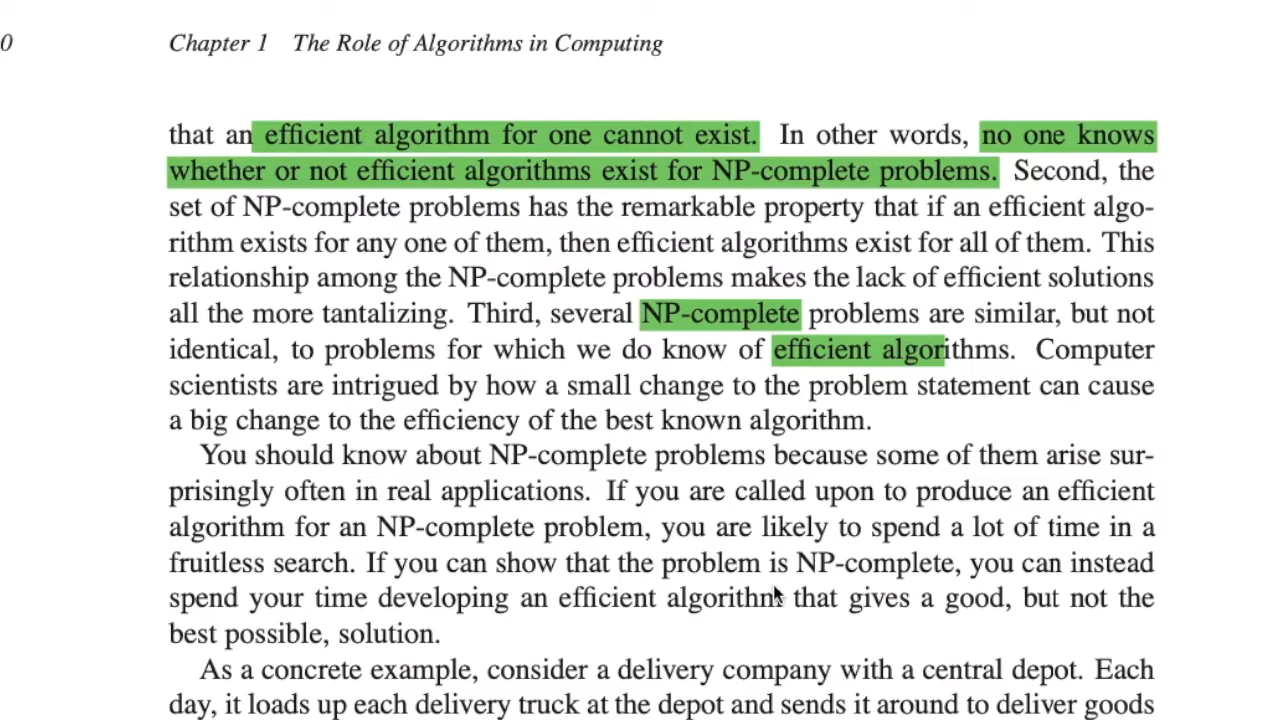 0 Chapter 1 The Role of Algorithms in Computing
that an efficient algorithm for one cannot exist. In other words, no one knows
whether or not efficient algorithms exist for NP-complete problems. Second, the
set of NP-complete problems has the remarkable property that if an efficient algo-
rithm exists for any one of them, then efficient algorithms exist for all of them. This
relationship among the NP-complete problems makes the lack of efficient solutions
all the more tantalizing. Third, several NP-complete problems are similar, but not
identical, to problems for which we do know of efficient algorithms. Computer
scientists are intrigued by how a small change to the problem statement can cause
a big change to the efficiency of the best known algorithm.
You should know about NP-complete problems because some of them arise sur-
prisingly often in real applications. If you are called upon to produce an efficient
algorithm for an NP-complete problem, you are likely to spend a lot of time in a
fruitless search. If you can show that the problem is NP-complete, you can instead
spend your time developing an efficient algorithm that gives a good, but not the
best possible, solution.
As a concrete example, consider a delivery company with a central depot. Each
day, it loads up each delivery truck at the depot and sends it around to deliver goods